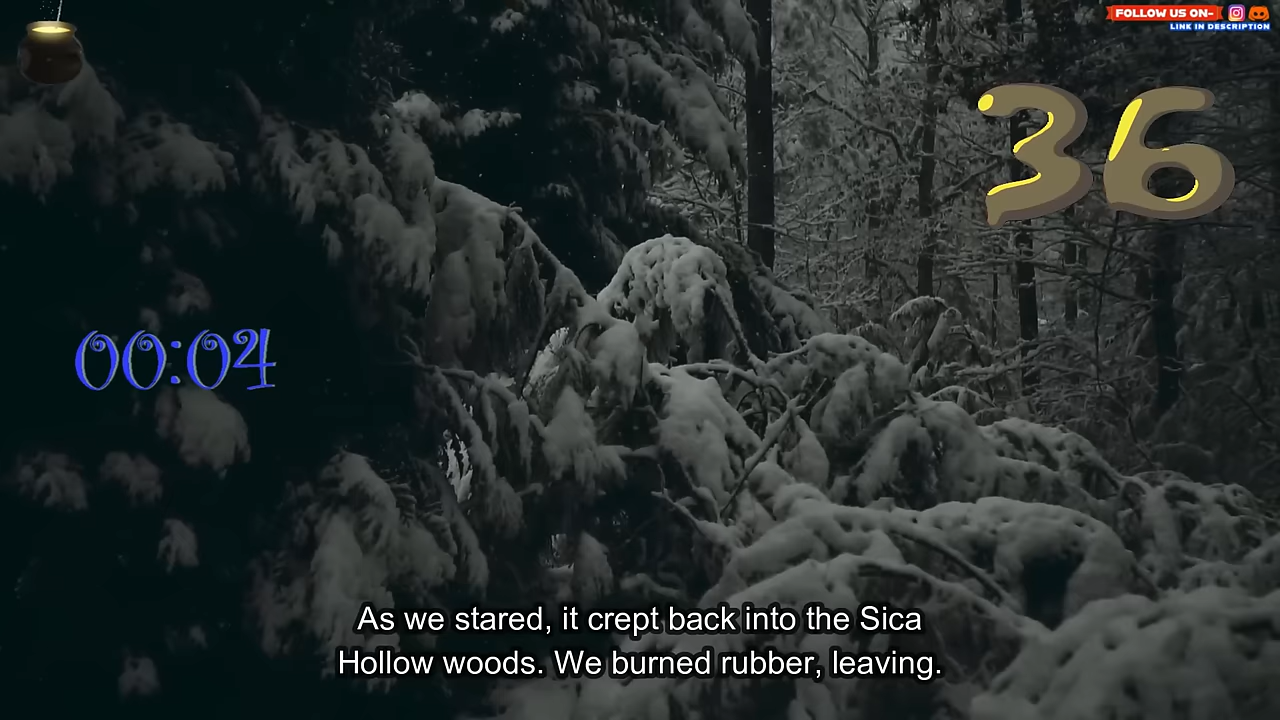 FOLLOW US ON-
LINK IN DESCRIPTION
36
00:04
As we stared, it crept back into the Sica
Hollow woods. We burned rubber, leaving.